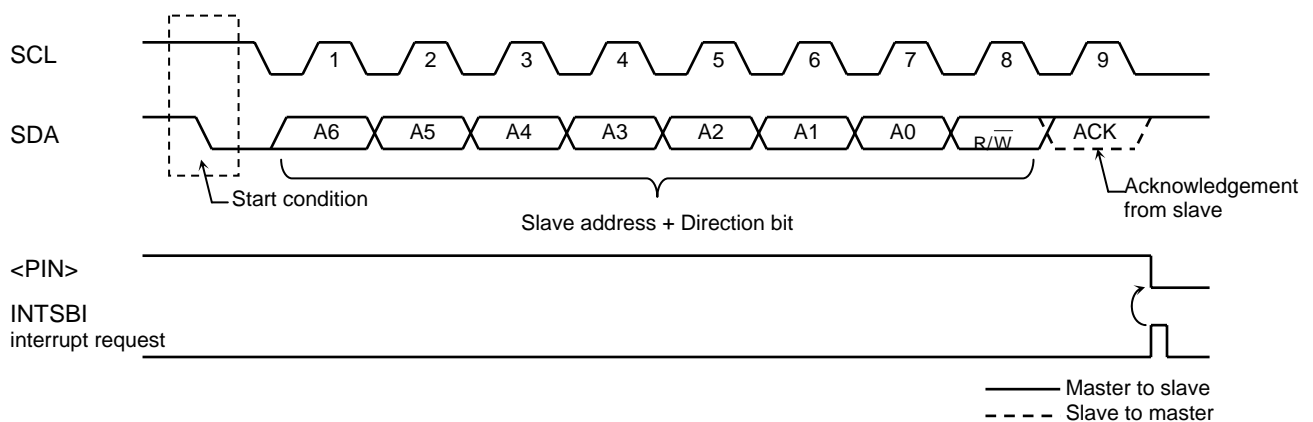 SCL
1 2 3 4 5 6 7 8 9
SDA
A6 A5 A4 A3 A2 A1 A0 R/W̅ ACK
Start condition
Slave address + Direction bit
Acknowledgement
from slave
<PIN>
INTSBI
interrupt request
Master to slave
Slave to master